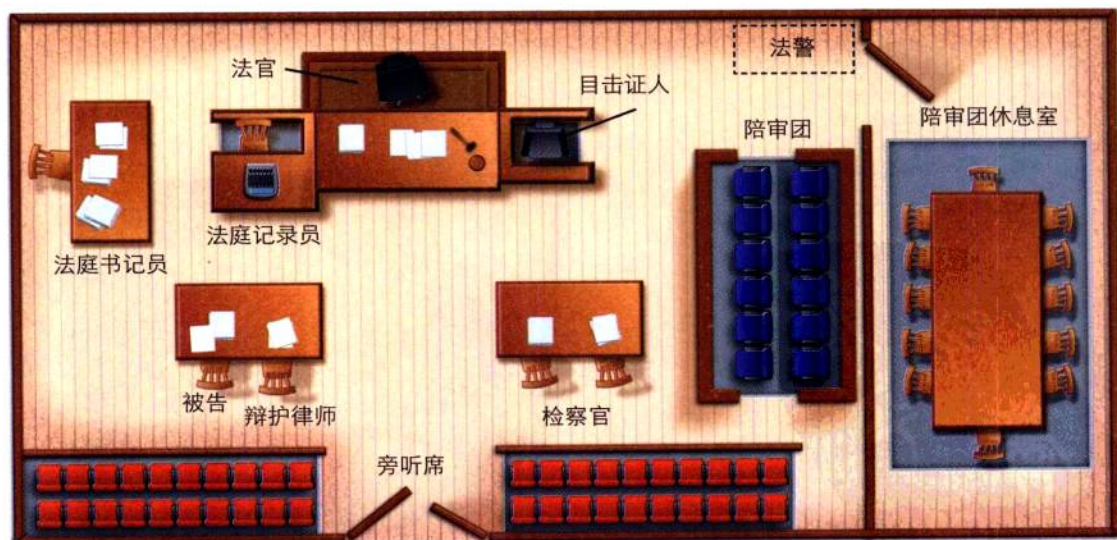 法警
法官
目击证人
陪审团休息室
陪审团
法庭记录员
法庭书记员
被告
辩护律师
检察官
旁听席